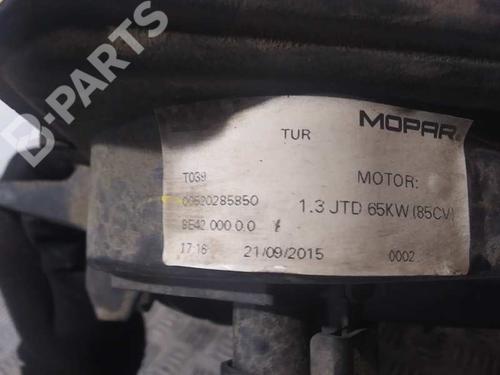 B-PARTS
TUR
MOPAR
T039
MOTOR:
00520285850
1.3 JTD 65KW (85CV)
8E42.000 0.0
17:16
21/09/2015
0002